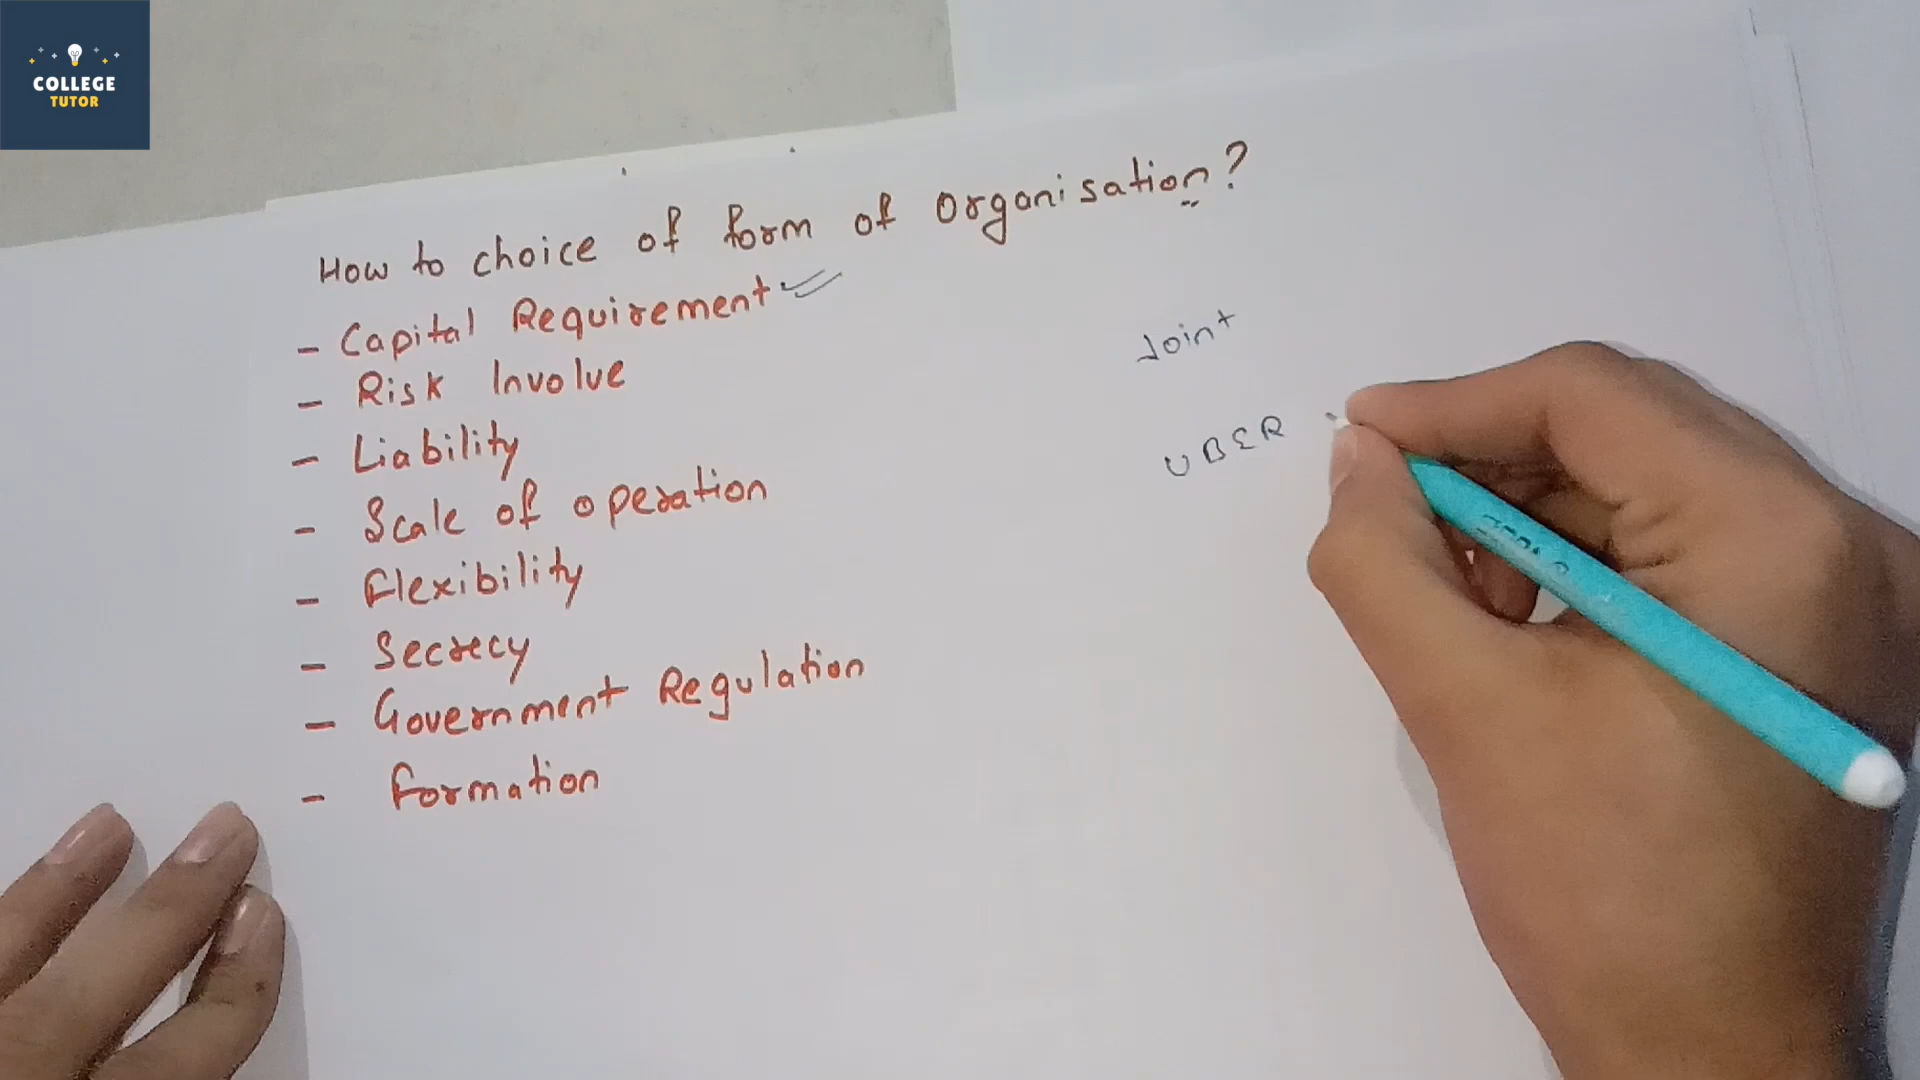 COLLEGE
TUTOR
How to choice of form of Organisation?
- Capital Requirement
- Risk Involve
- Liability
- Scale of operation
- Flexibility
- Secrecy
- Government Regulation
- Formation
Joint
UBER